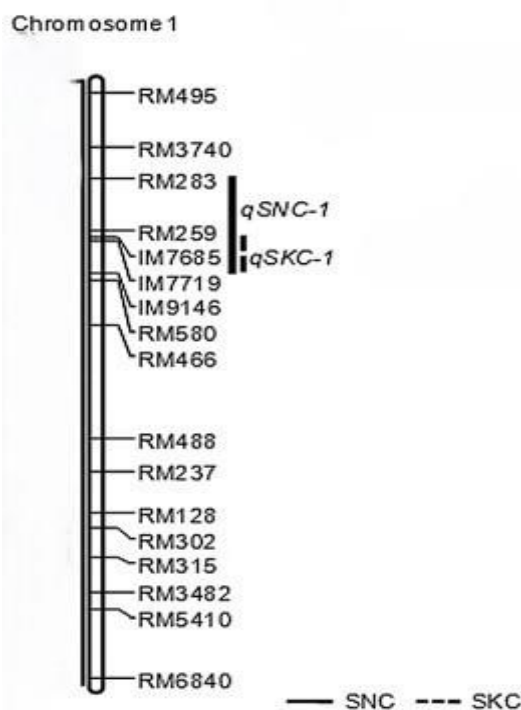 Chromosome 1
RM495
RM3740
RM283
qSNC-1
RM259
IM7685
qSKC-1
IM7719
IM9146
RM580
RM466
RM488
RM237
RM128
RM302
RM315
RM3482
RM5410
RM6840
SNC SKC